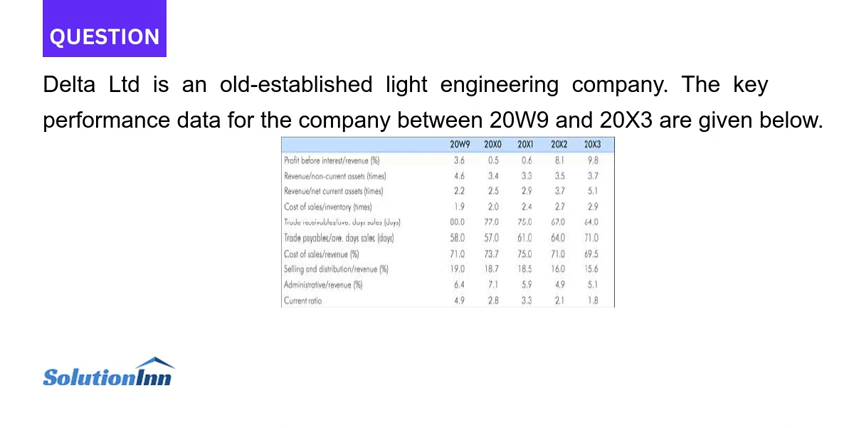 QUESTION
Delta Ltd is an old-established light engineering company. The key
performance data for the company between 20W9 and 20X3 are given below.
20W9 20X0 20X1 20X2 20X3
Profit before interest/revenue (%) 3.6 0.5 0.6 8.1 9.8
Revenue/non-current assets (times) 4.6 3.4 3.3 3.5 3.7
Revenue/net current assets (times) 2.2 2.5 2.9 3.7 5.1
Cost of sales/inventory (times) 1.9 2.0 2.4 2.7 2.9
Trade receivables/ave. days sales (days) 77.0 75.0 67.0 64.0
Trade payables/ave. days sales (days) 58.0 57.0 61.0 64.0 71.0
Cost of sales/revenue (%) 71.0 73.7 75.0 71.0 69.5
Selling and distribution/revenue (%) 19.0 18.7 18.5 16.0 15.6
Administrative/revenue (%) 6.4 7.1 5.9 4.9 5.1
Current ratio 4.9 2.8 3.3 2.1 1.8
SolutionInn